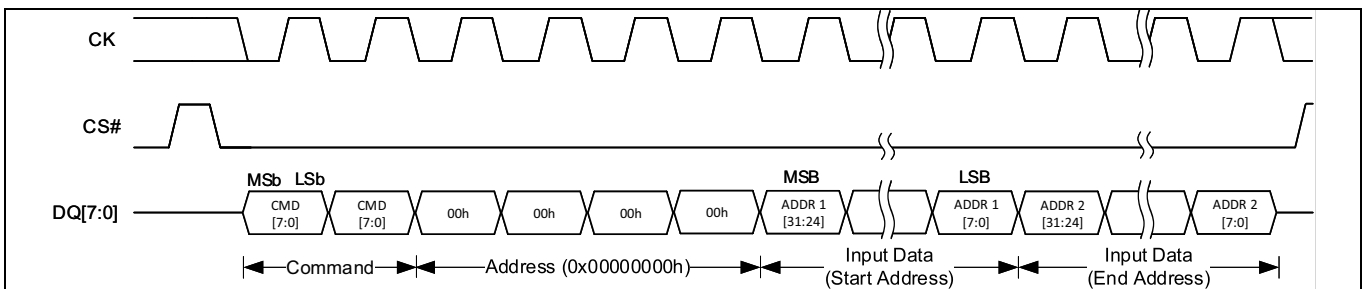 CK
CS#
MSb LSb MSB LSB
DQ[7:0] CMD [7:0] CMD [7:0] 00h 00h 00h 00h ADDR 1 [31:24] ADDR 1 [7:0] ADDR 2 [31:24] ADDR 2 [7:0]
Command Address (0x00000000h) Input Data (Start Address) Input Data (End Address)